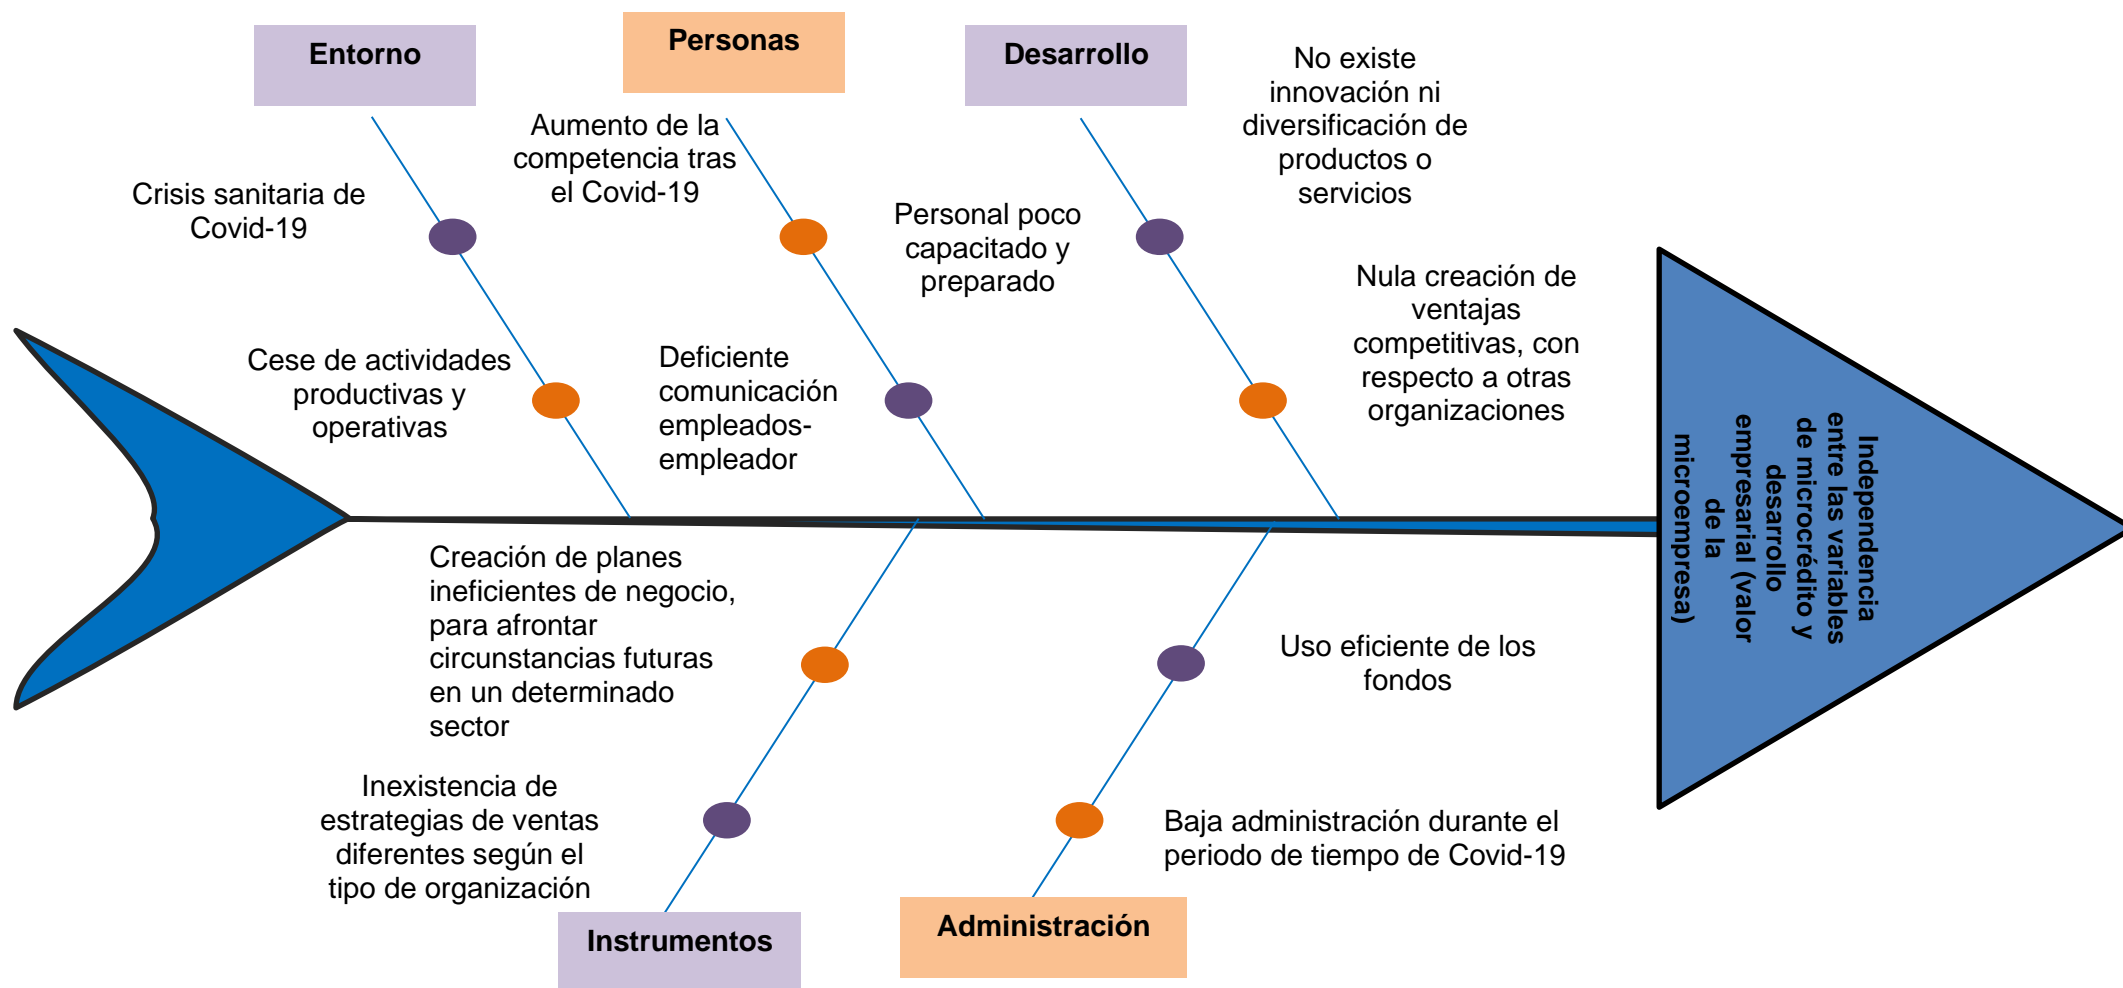 Entorno
Personas
Desarrollo
No existe
innovación ni
diversificación de
productos o
servicios
Aumento de la
competencia tras
el Covid-19
Crisis sanitaria de
Covid-19
Personal poco
capacitado y
preparado
Nula creación de
ventajas
competitivas, con
respecto a otras
organizaciones
Cese de actividades
productivas y
operativas
Deficiente
comunicación
empleados-
empleador
Independencia
entre las variables
de microcrédito y
desarrollo
empresarial (valor
de la
microempresa)
Creación de planes
ineficientes de negocio,
para afrontar
circunstancias futuras
en un determinado
sector
Uso eficiente de los
fondos
Inexistencia de
estrategias de ventas
diferentes según el
tipo de organización
Baja administración durante el
periodo de tiempo de Covid-19
Instrumentos
Administración